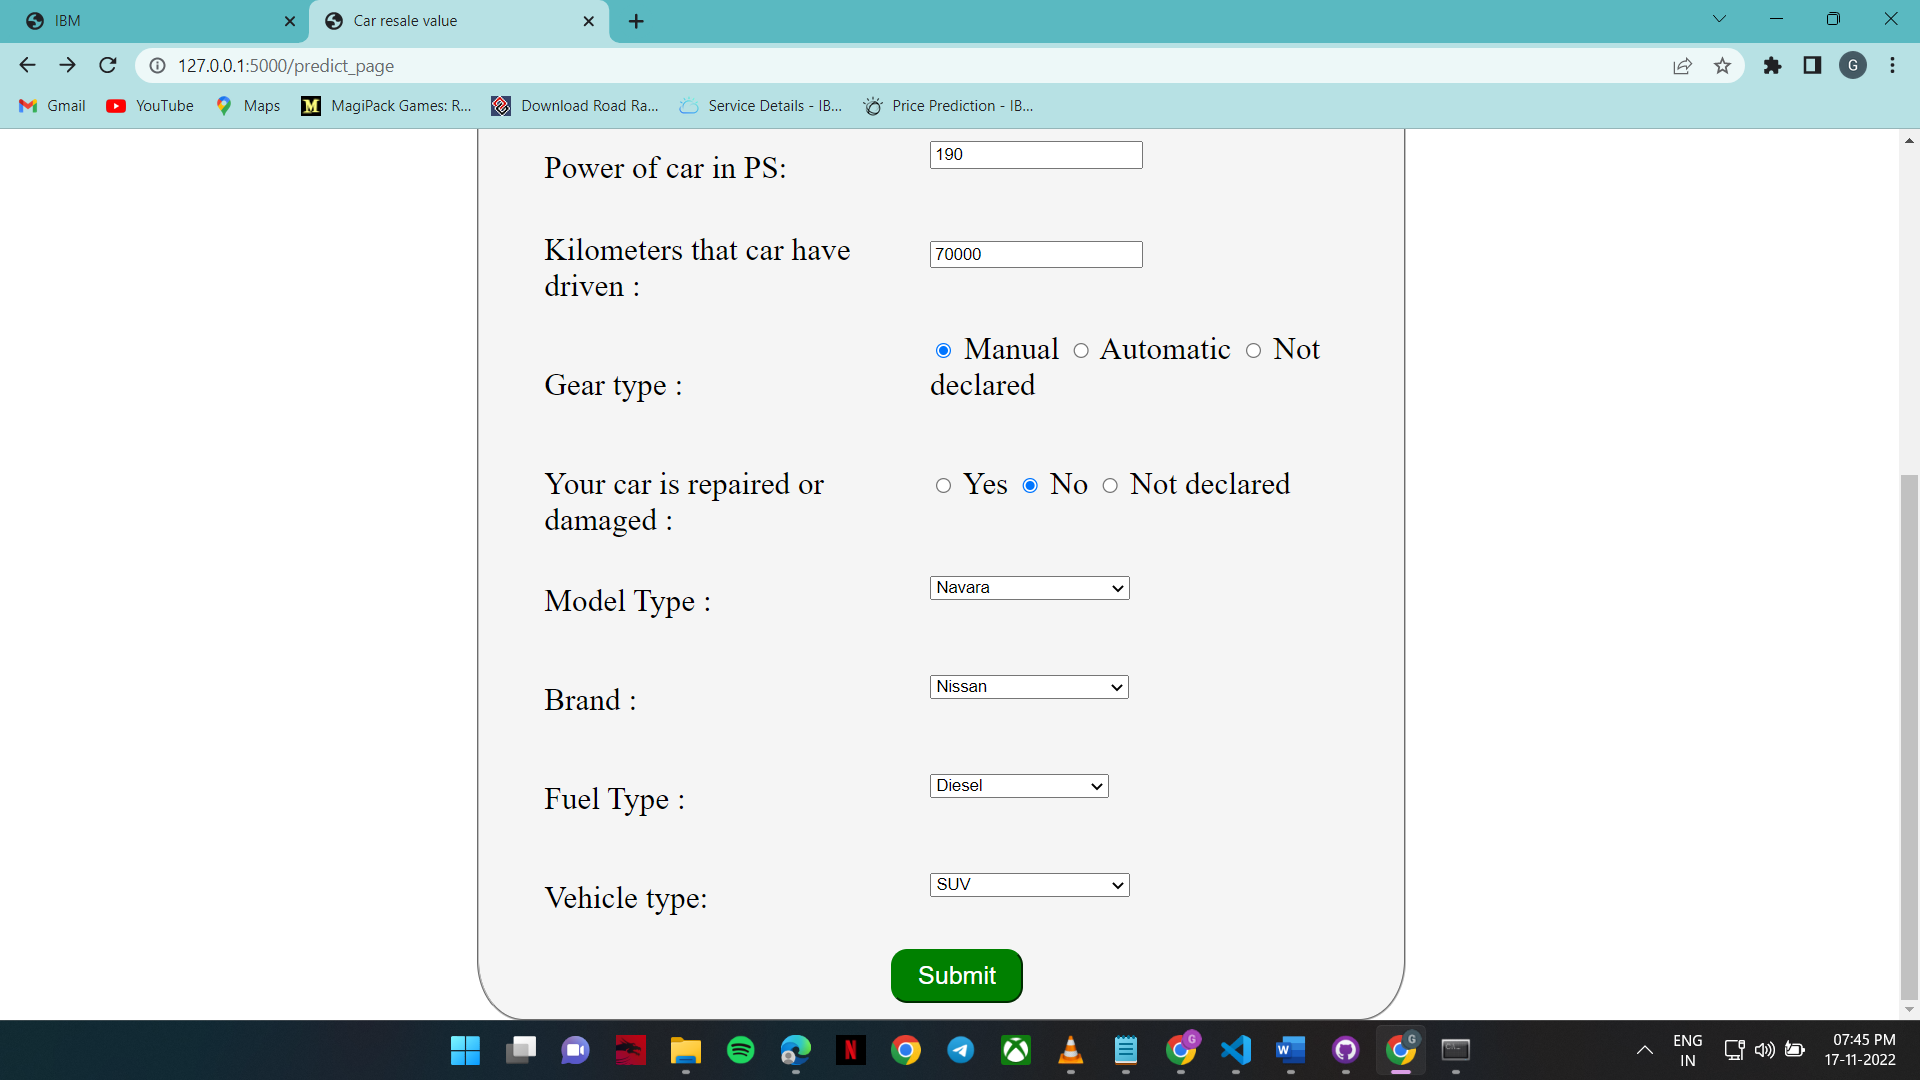 IBM
Car resale value
127.0.0.1:5000/predict_page
G
Gmail
YouTube
Maps
MagiPack Games: R...
Download Road Ra...
Service Details - IB...
Price Prediction - IB...
Power of car in PS:
190
Kilometers that car have
driven :
70000
Manual Automatic Not
declared
Gear type :
Your car is repaired or
damaged :
Yes No Not declared
Model Type :
Navara
Brand :
Nissan
Fuel Type :
Diesel
Vehicle type:
SUV
Submit
ENG
IN
07:45 PM
17-11-2022